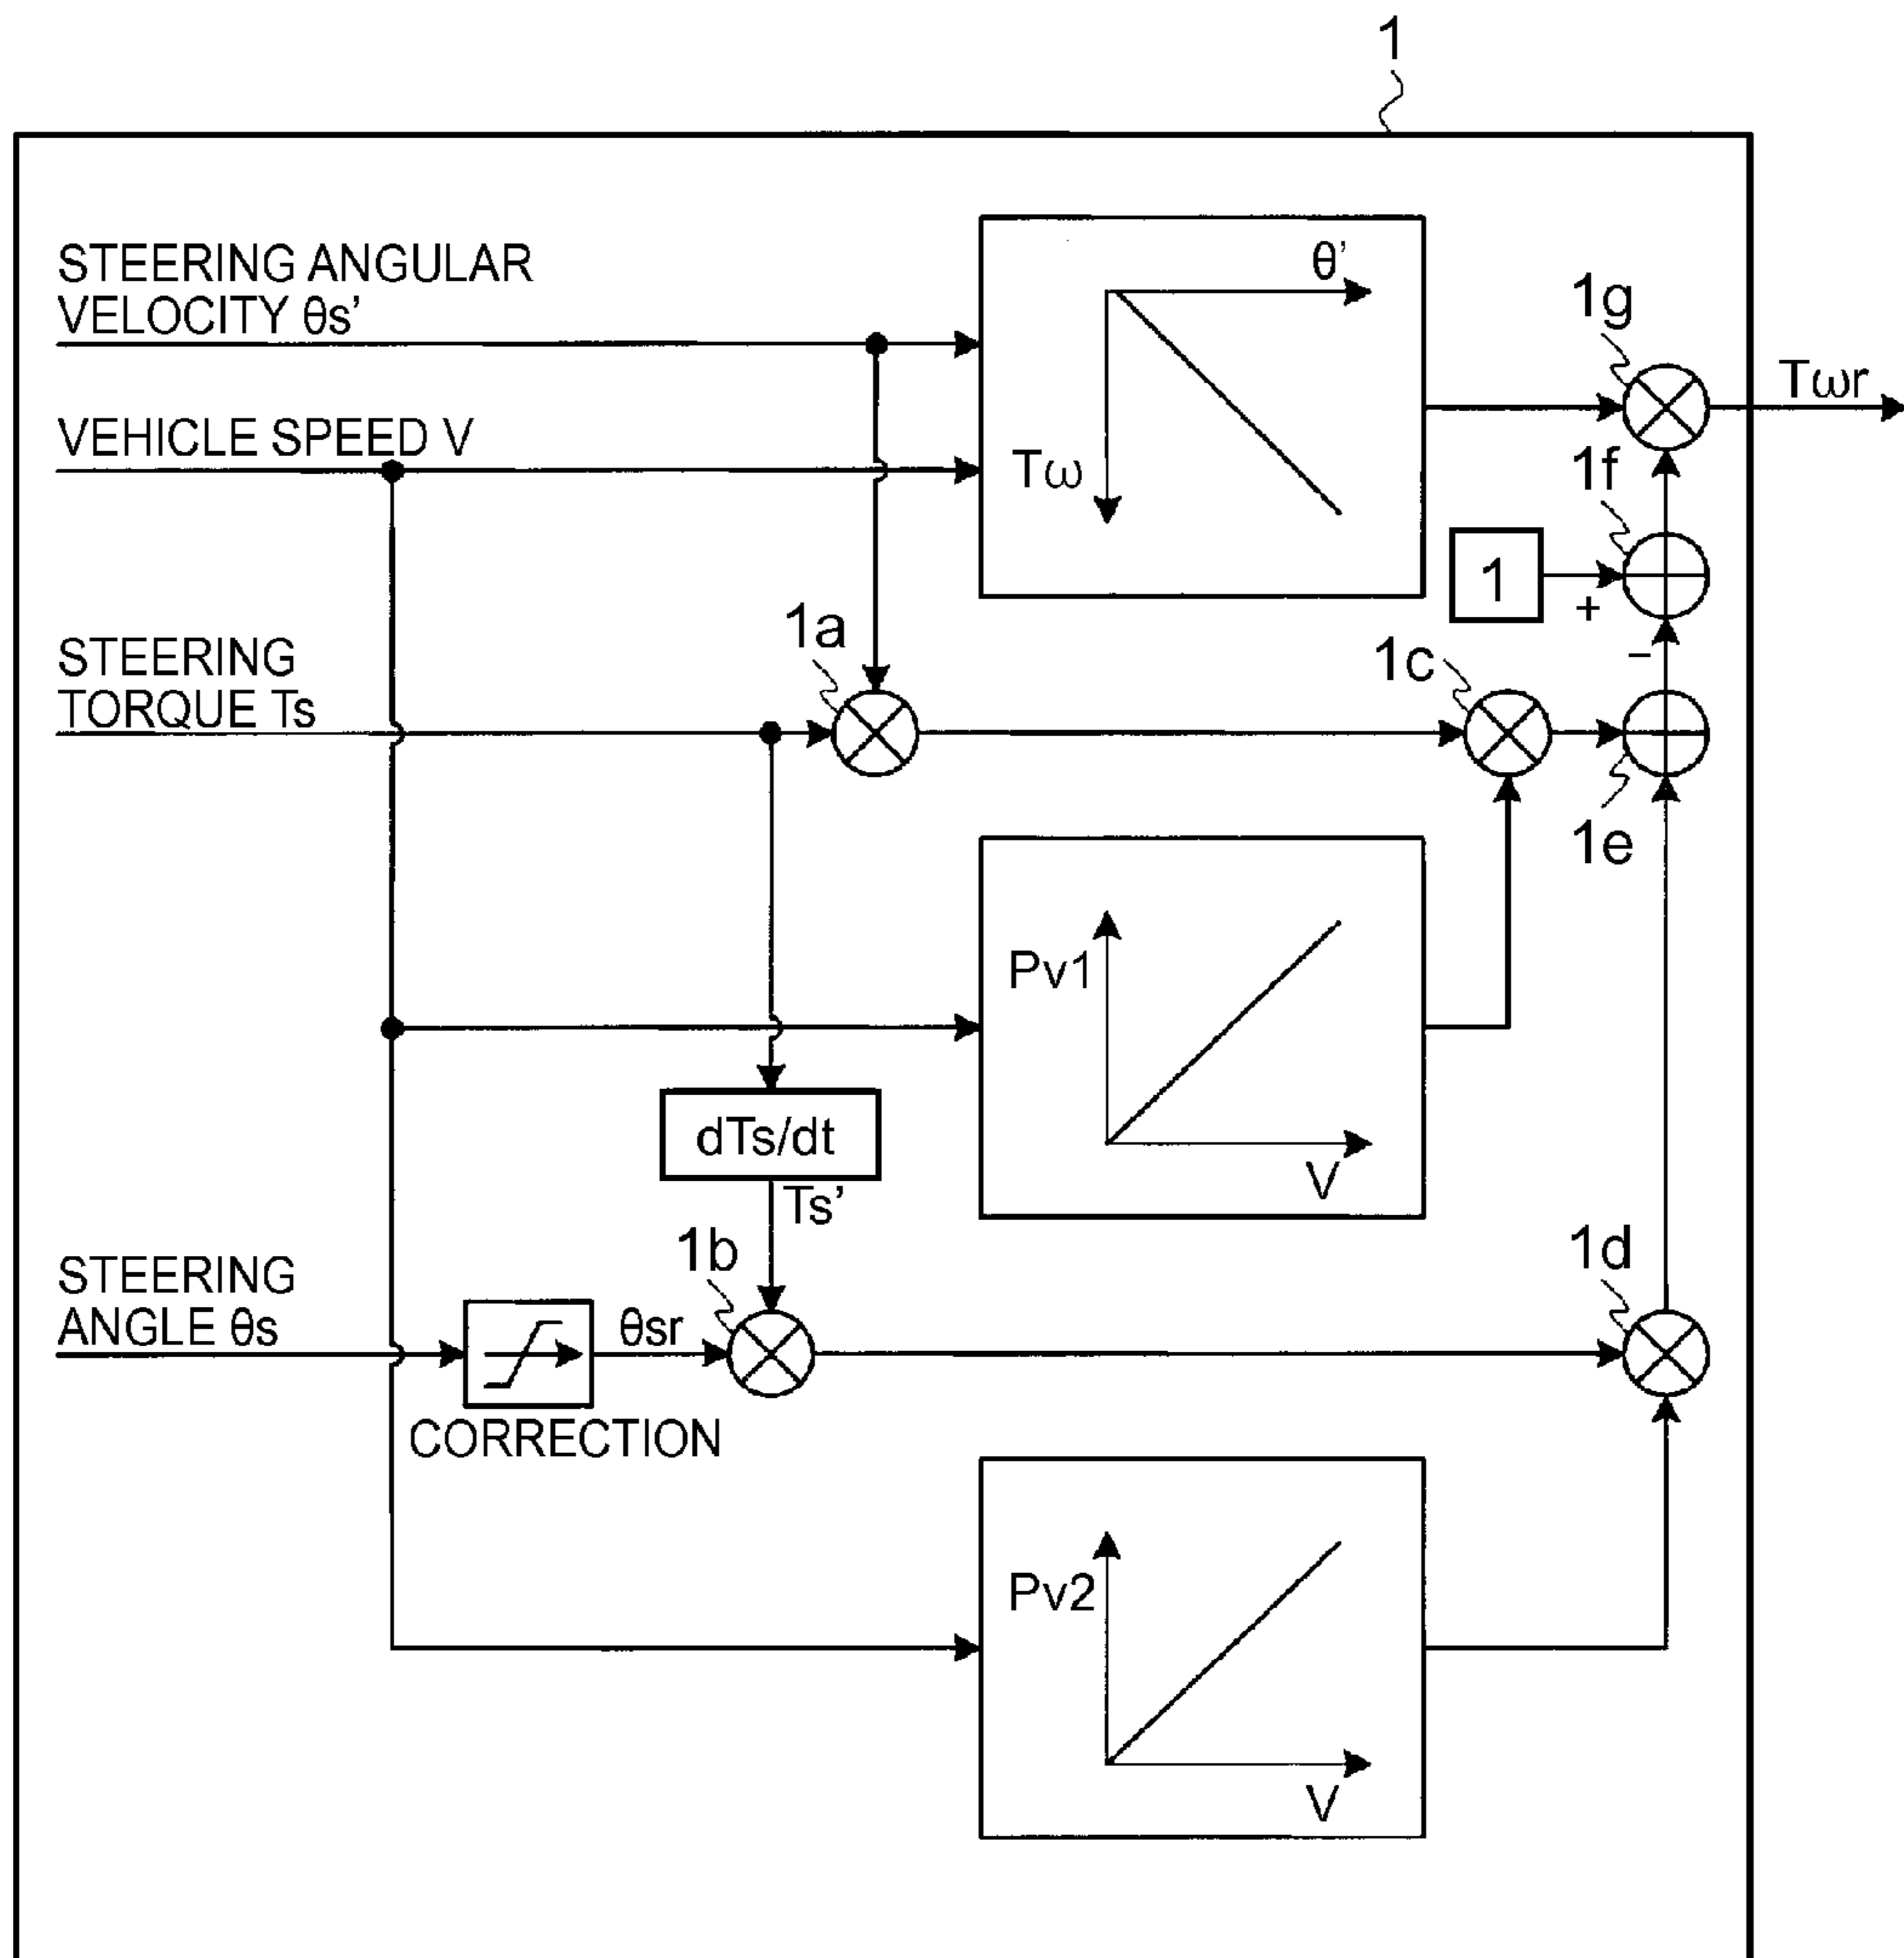 1
STEERING ANGULAR
VELOCITY θs’
θ’
1g
Tωr
VEHICLE SPEED V
Tω
1f
1
+
STEERING
TORQUE Ts
1a
1c
−
1e
Pv1
dTs/dt
V
Ts’
1b
1d
STEERING
ANGLE θs
θsr
CORRECTION
Pv2
V